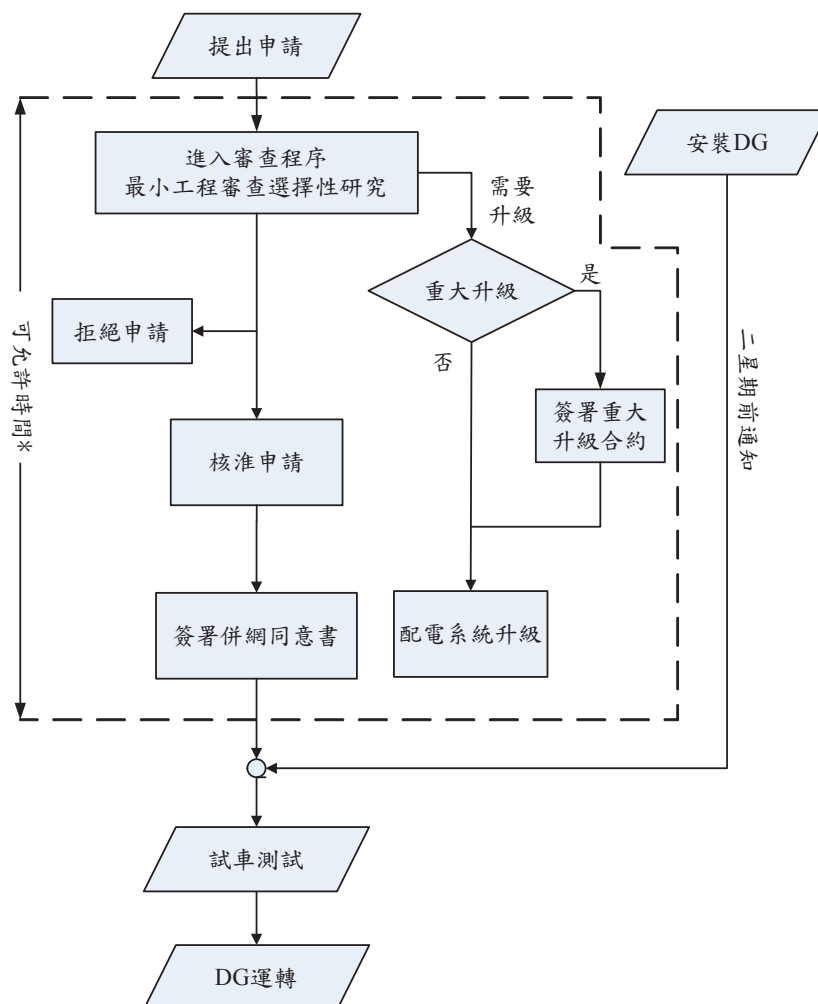 提出申請
進入審查程序
最小工程審查選擇性研究
安裝DG
需要
升級
重大升級
是
否
拒絕申請
簽署重大
升級合約
可允許時間*
二星期前通知
核准申請
簽署併網同意書
配電系統升級
試車測試
DG運轉